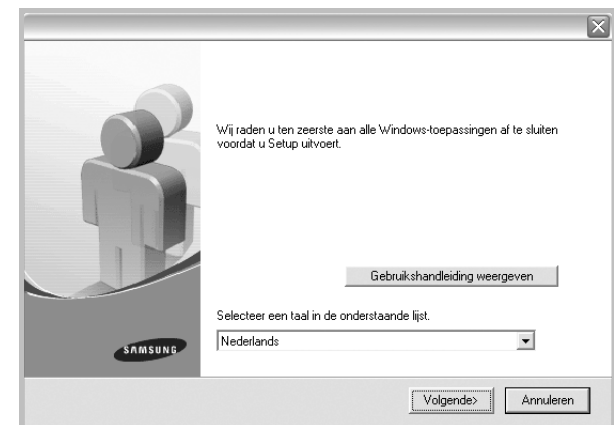 Wij raden u ten zeerste aan alle Windows-toepassingen af te sluiten
voordat u Setup uitvoert.
Gebruikshandleiding weergeven
Selecteer een taal in de onderstaande lijst.
Nederlands
SAMSUNG
Volgende>
Annuleren